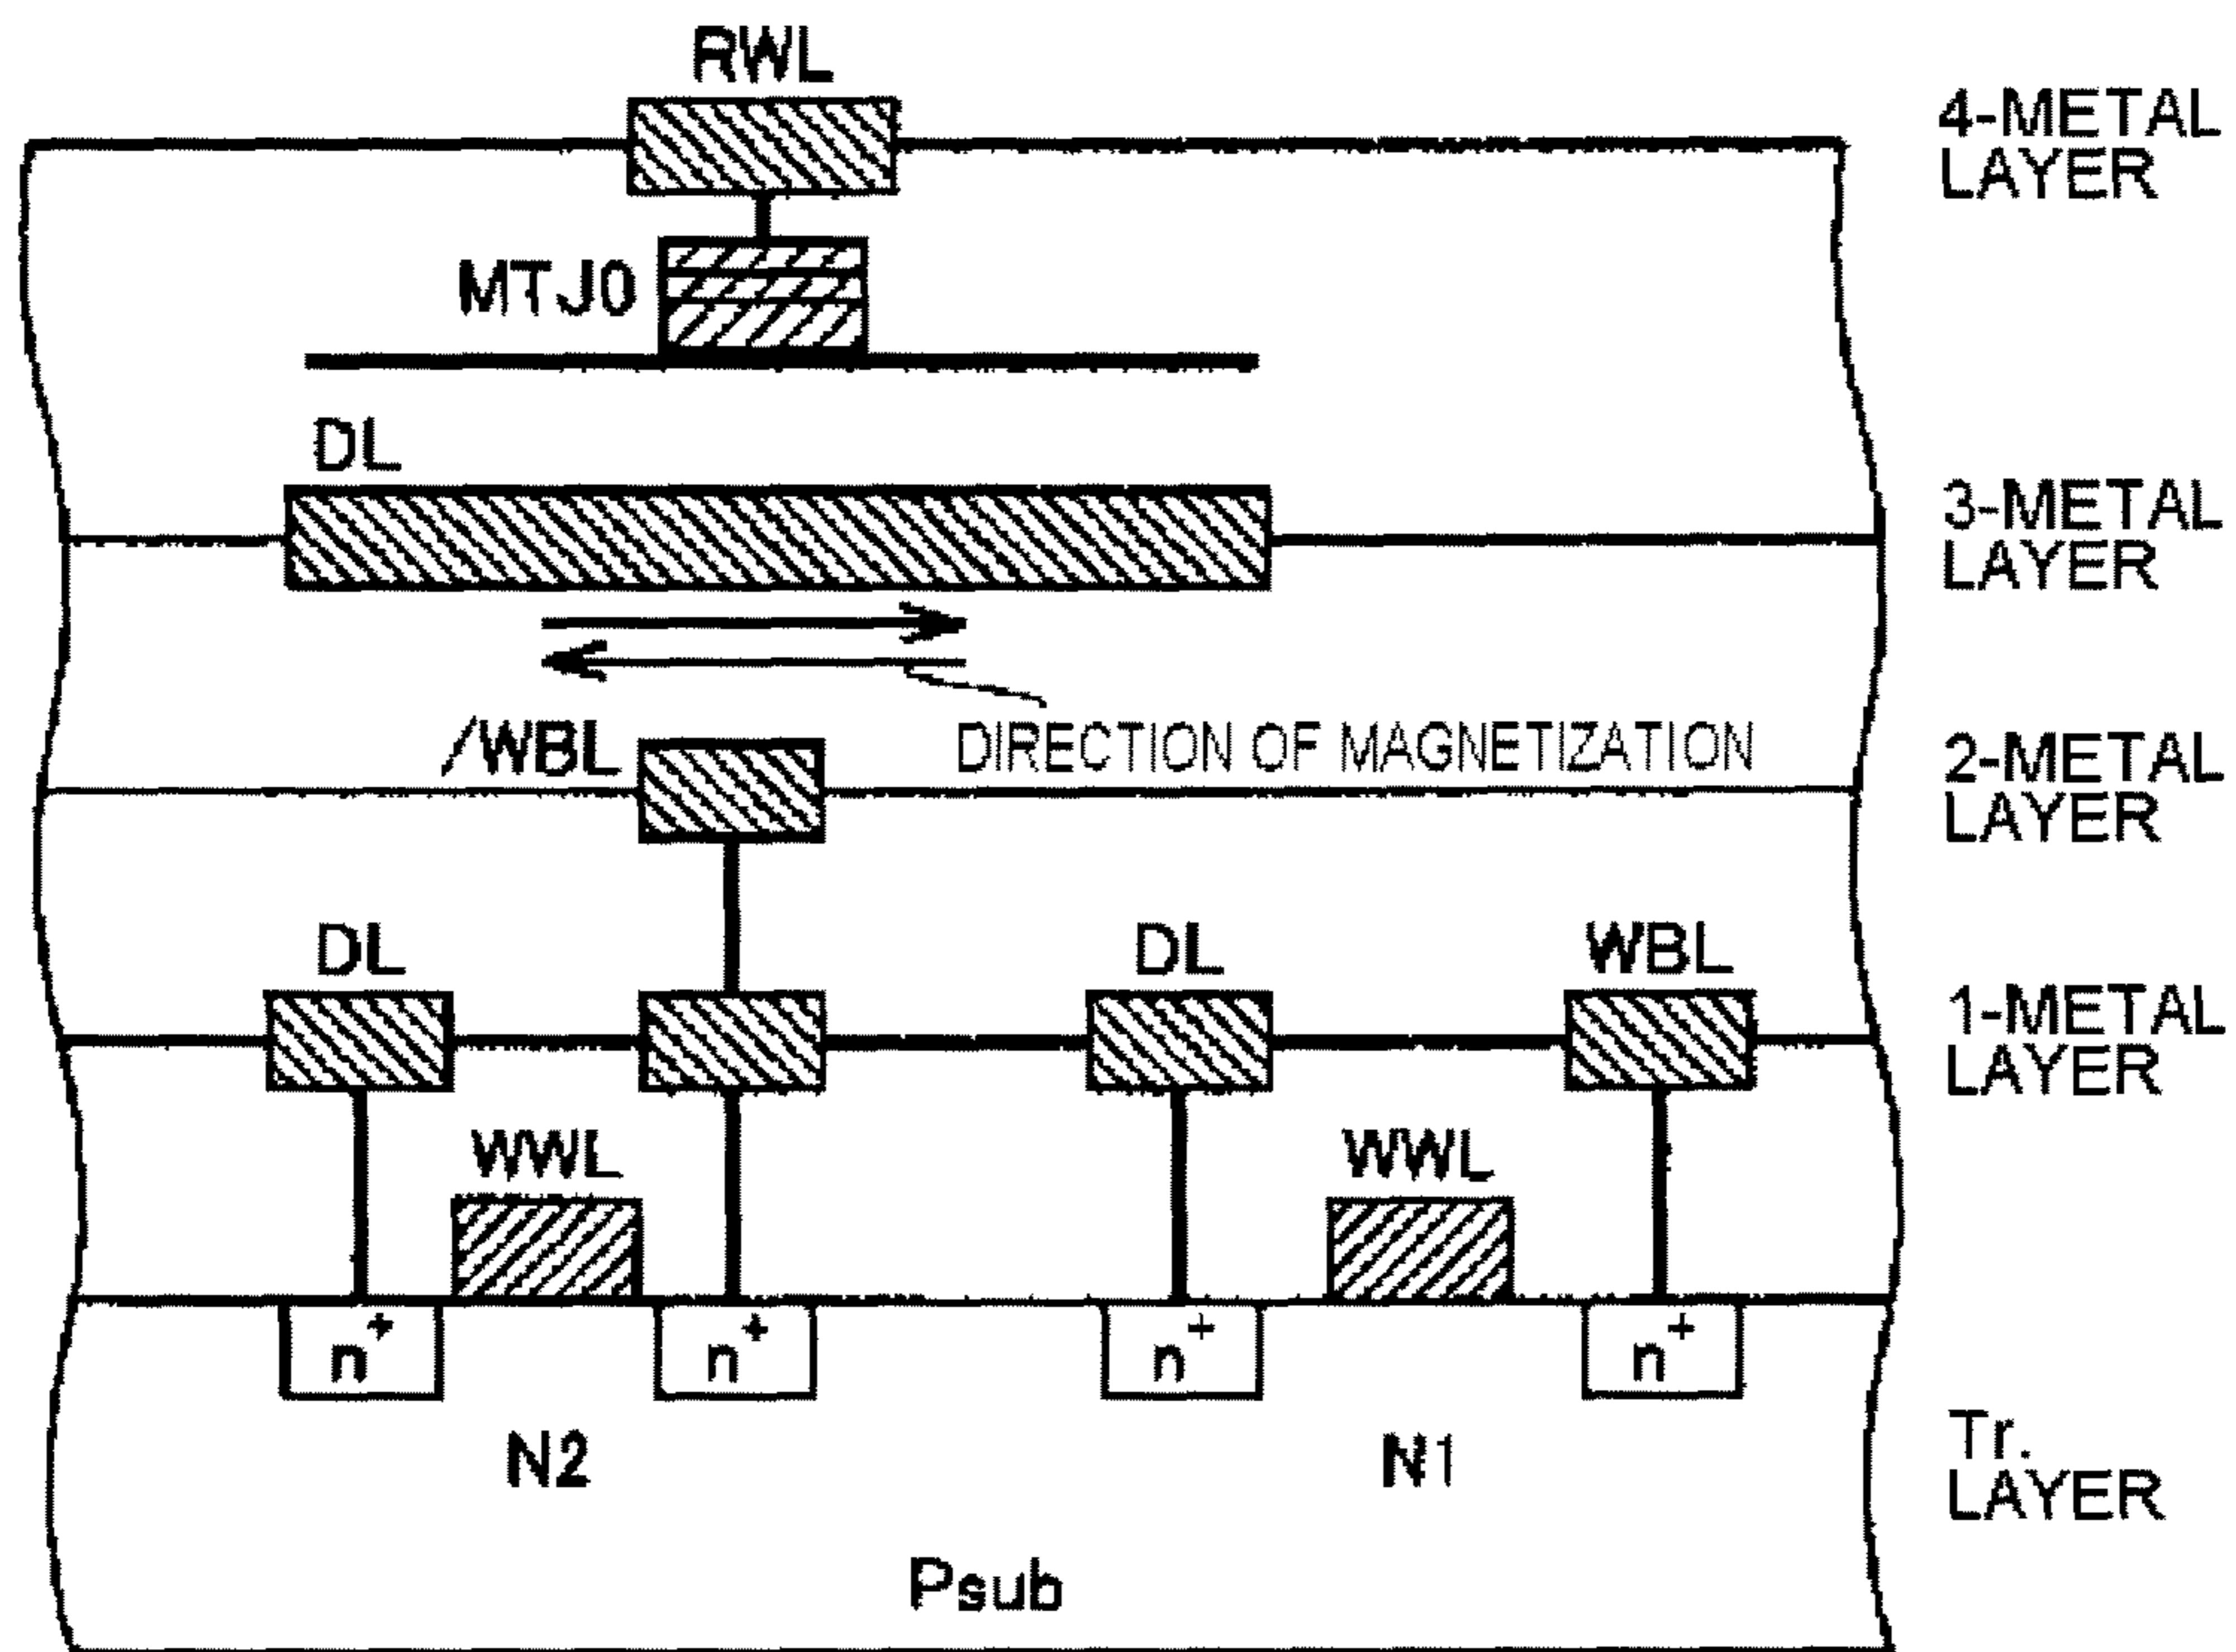 RWL
4-METAL
LAYER
MTJ0
DL
3-METAL
LAYER
/WBL
DIRECTION OF MAGNETIZATION
2-METAL
LAYER
DL
DL
WBL
1-METAL
LAYER
WWL
WWL
n+
n+
n+
n+
N2
N1
Tr.
LAYER
Psub